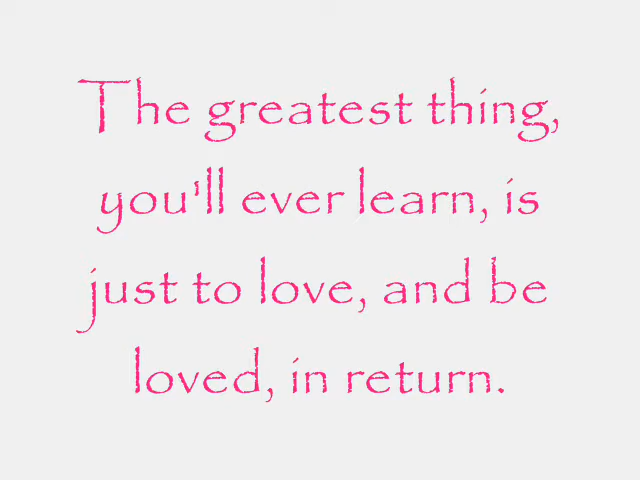 The greatest thing,
you'll ever learn, is
just to love, and be
loved, in return.